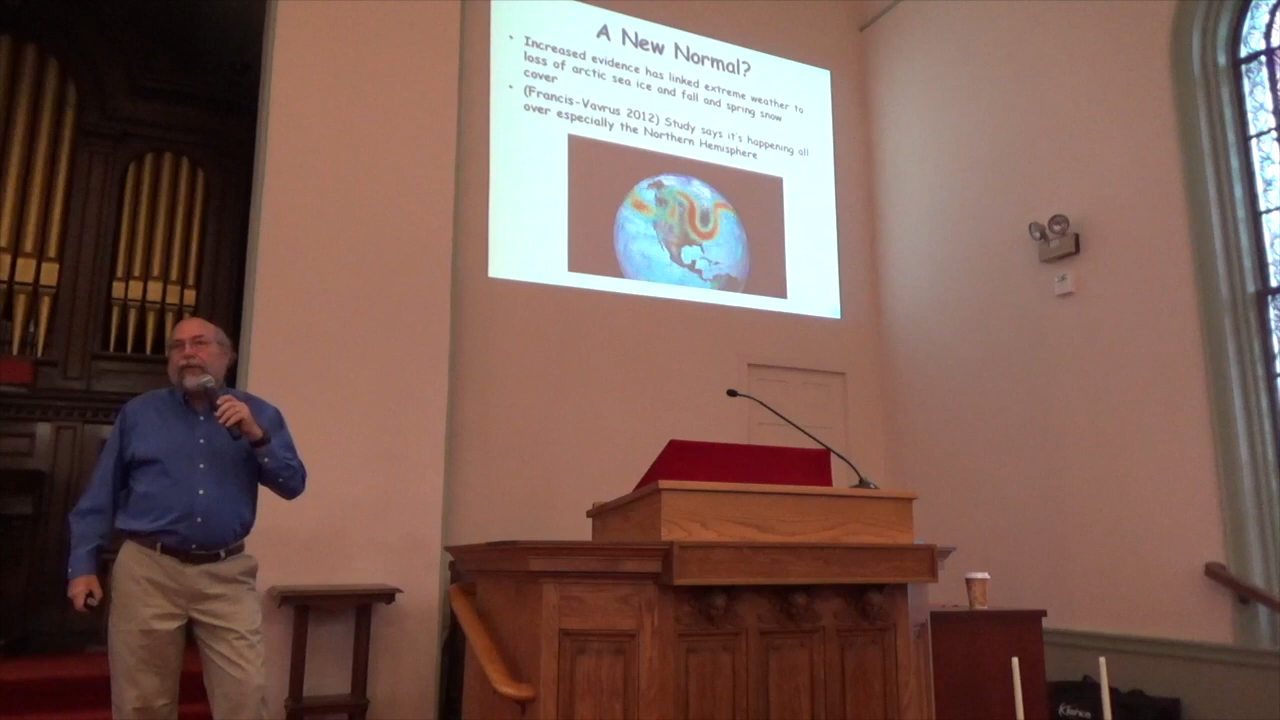 A New Normal?
• Increased evidence has linked extreme weather to
loss of arctic sea ice and fall and spring snow
cover
• (Francis-Vavrus 2012) Study says it's happening all
over especially the Northern Hemisphere